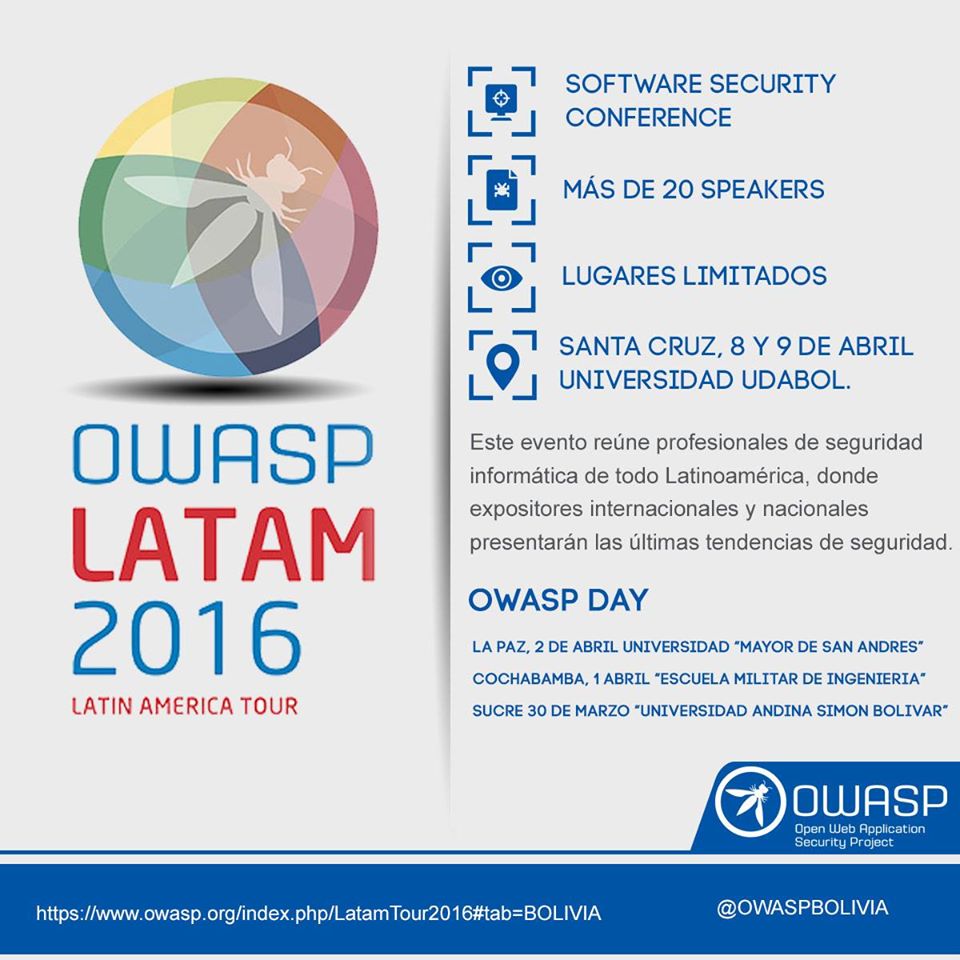 OWASP
LATAM
2016
LATIN AMERICA TOUR
SOFTWARE SECURITY
CONFERENCE
MÁS DE 20 SPEAKERS
LUGARES LIMITADOS
SANTA CRUZ, 8 Y 9 DE ABRIL
UNIVERSIDAD UDABOL.
Este evento reúne profesionales de seguridad
informática de todo Latinoamérica, donde
expositores internacionales y nacionales
presentarán las últimas tendencias de seguridad.
OWASP DAY
LA PAZ, 2 DE ABRIL UNIVERSIDAD “MAYOR DE SAN ANDRES”
COCHABAMBA, 1 ABRIL “ESCUELA MILITAR DE INGENIERIA”
SUCRE 30 DE MARZO “UNIVERSIDAD ANDINA SIMON BOLIVAR”
OWASP
Open Web Application
Security Project
https://www.owasp.org/index.php/LatamTour2016#tab=BOLIVIA
@OWASPBOLIVIA